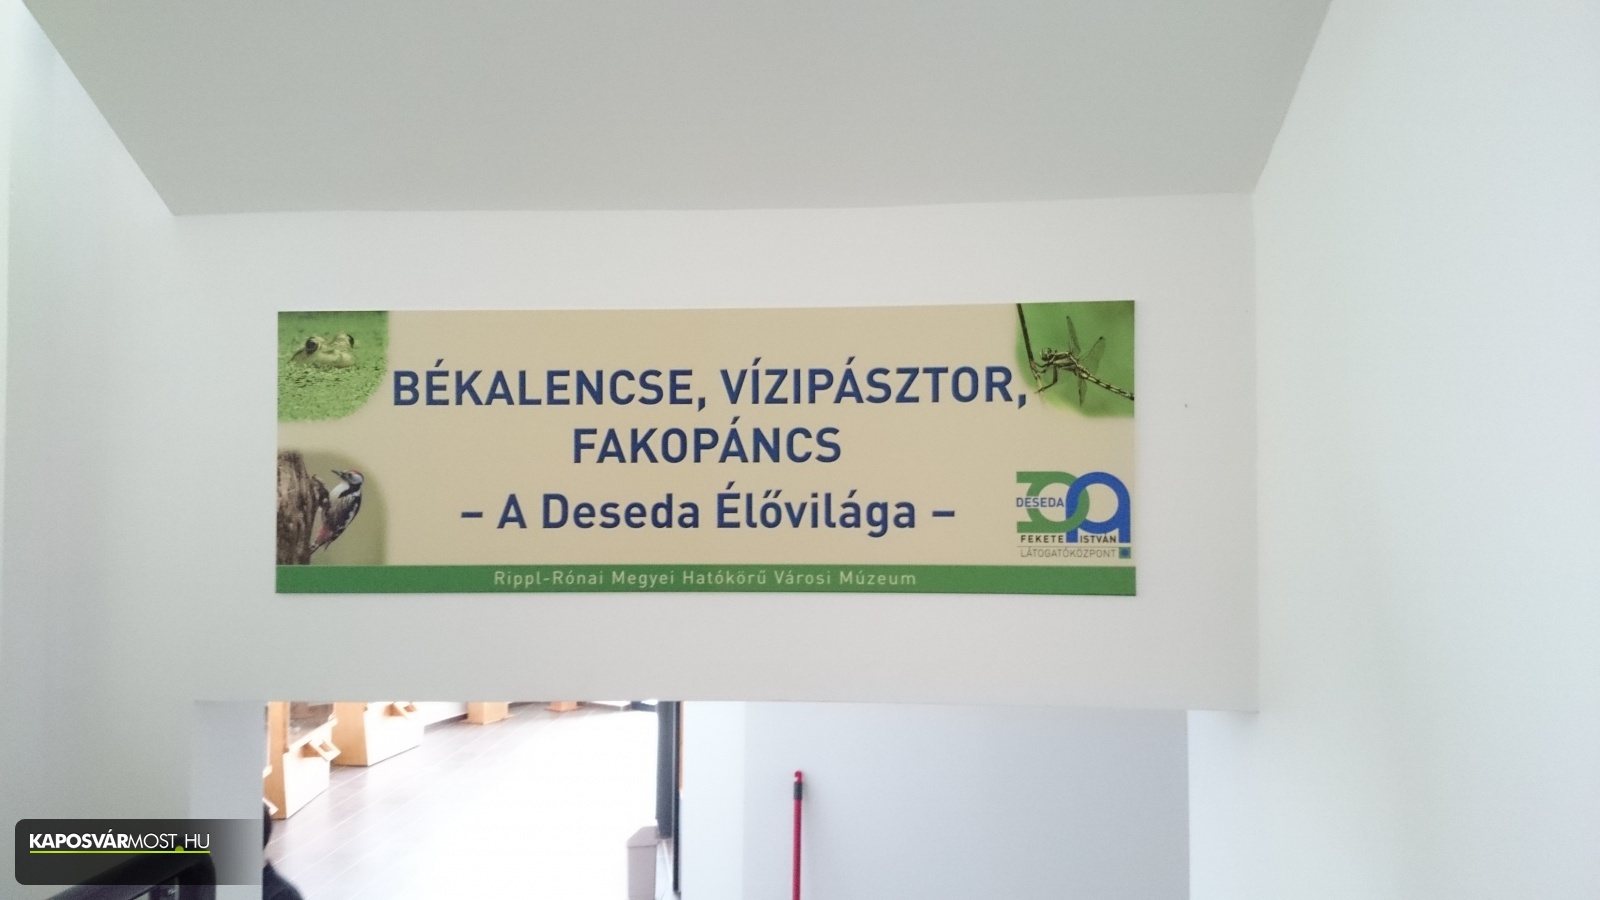 BÉKALENCSE, VÍZIPÁSZTOR,
FAKOPÁNCS
– A Deseda Élővilága –
DESEDA
FEKETE ISTVÁN
LÁTOGATÓKÖZPONT
Rippl-Rónai Megyei Hatókörű Városi Múzeum
KAPOSVÁRMOST.HU